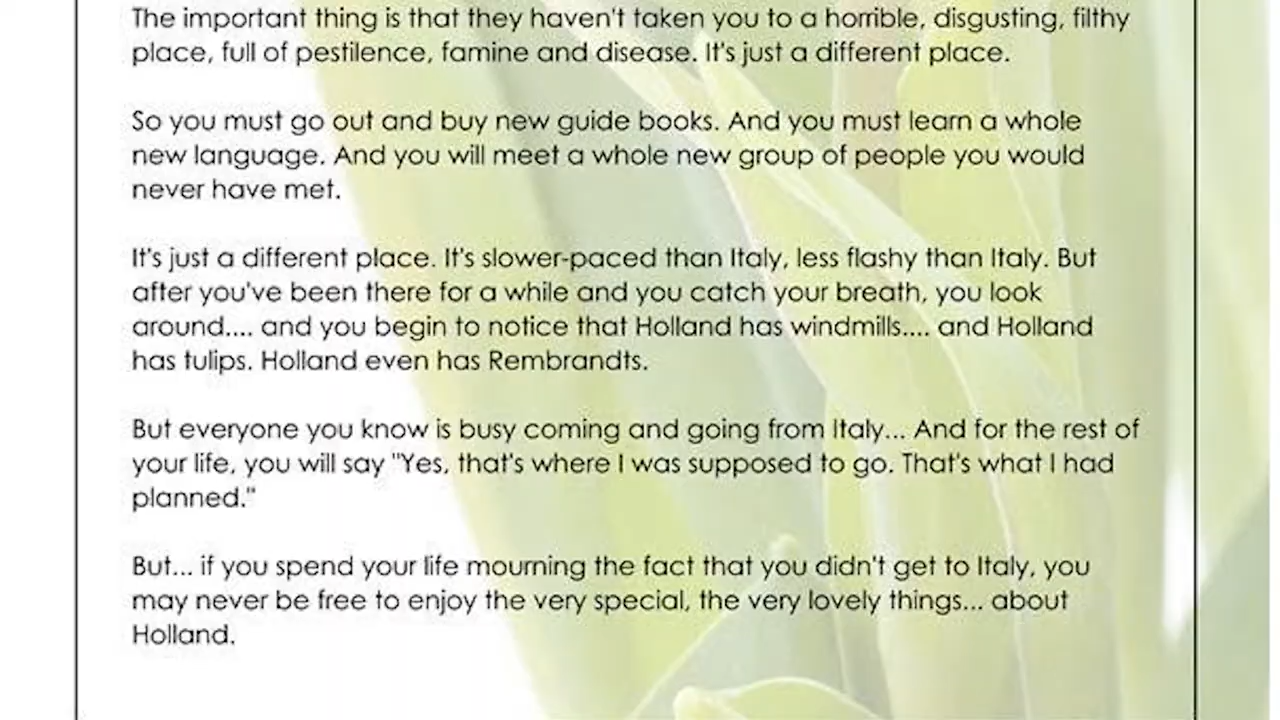 The important thing is that they haven't taken you to a horrible, disgusting, filthy
place, full of pestilence, famine and disease. It's just a different place.
So you must go out and buy new guide books. And you must learn a whole
new language. And you will meet a whole new group of people you would
never have met.
It's just a different place. It's slower-paced than Italy, less flashy than Italy. But
after you've been there for a while and you catch your breath, you look
around.... and you begin to notice that Holland has windmills.... and Holland
has tulips. Holland even has Rembrandts.
But everyone you know is busy coming and going from Italy... And for the rest of
your life, you will say "Yes, that's where I was supposed to go. That's what I had
planned."
But... if you spend your life mourning the fact that you didn't get to Italy, you
may never be free to enjoy the very special, the very lovely things... about
Holland.